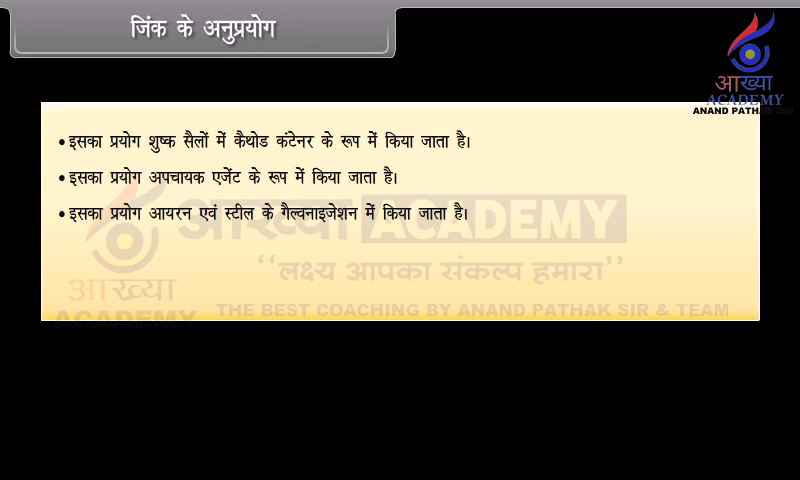 जिंक के अनुप्रयोग
आख्या
ACADEMY
ANAND PATHAK
•इसका प्रयोग शुष्क सैलों में कैथोड कंटेनर के रूप में किया जाता है।
•इसका प्रयोग अपचायक एजेंट के रूप में किया जाता है।
•इसका प्रयोग आयरन एवं स्टील के गैल्वनाइजेशन में किया जाता है।
आख्या ACADEMY
‘‘लक्ष्य आपका संकल्प हमारा’’
आख्या
ACADEMY
THE BEST COACHING BY ANAND PATHAK SIR & TEAM